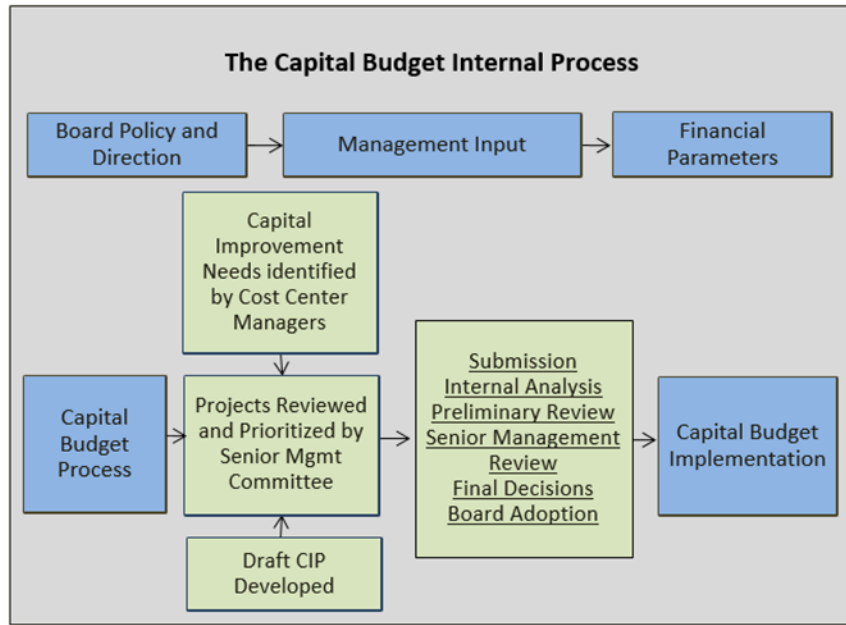 The Capital Budget Internal Process
Board Policy and
Direction
Management Input
Financial
Parameters
Capital
Improvement
Needs identified
by Cost Center
Managers
Capital
Budget
Process
Projects Reviewed
and Prioritized by
Senior Mgmt
Committee
Submission
Internal Analysis
Preliminary Review
Senior Management
Review
Final Decisions
Board Adoption
Capital Budget
Implementation
Draft CIP
Developed